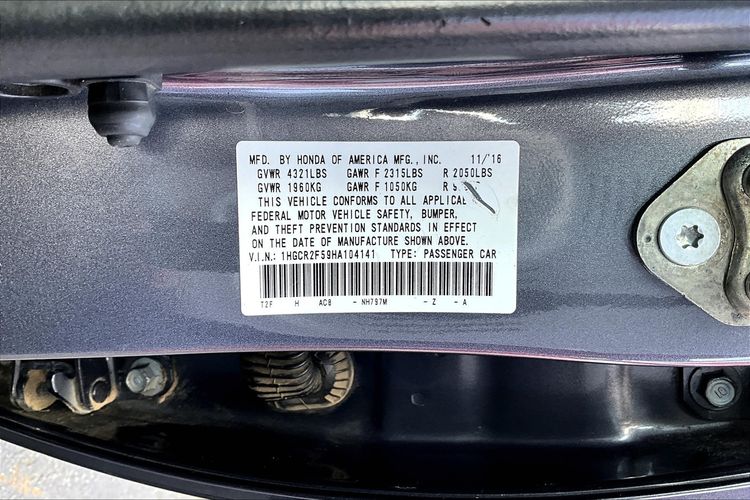 MFD. BY HONDA OF AMERICA MFG., INC. 11/'16
GVWR 4321LBS GAWR F 2315LBS R 2050LBS
GVWR 1960KG GAWR F 1050KG R
THIS VEHICLE CONFORMS TO ALL
FEDERAL MOTOR VEHICLE SAFETY, BUMPER,
AND THEFT PREVENTION STANDARDS IN EFFECT
ON THE DATE OF MANUFACTURE SHOWN ABOVE.
V.I.N.: 1HGCR2F59HA104141 TYPE: PASSENGER CAR
T2F H AC8 - NH797M - Z - A
10